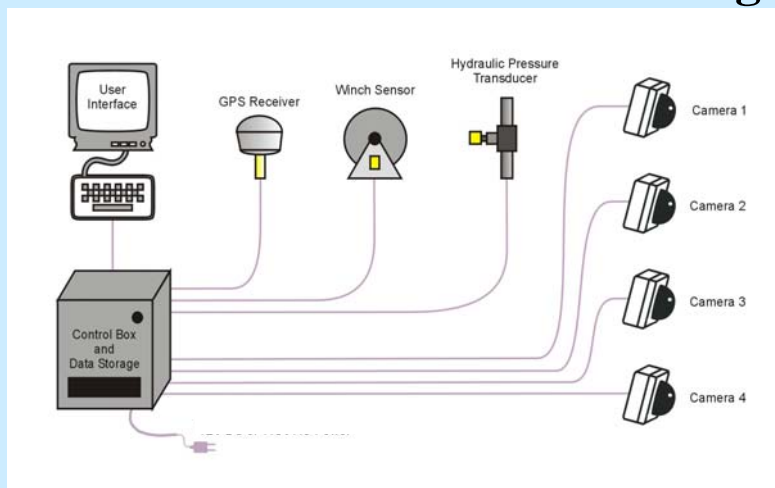 User
Interface
GPS Receiver
Winch Sensor
Hydraulic Pressure
Transducer
Camera 1
Camera 2
Camera 3
Camera 4
Control Box
and
Data Storage